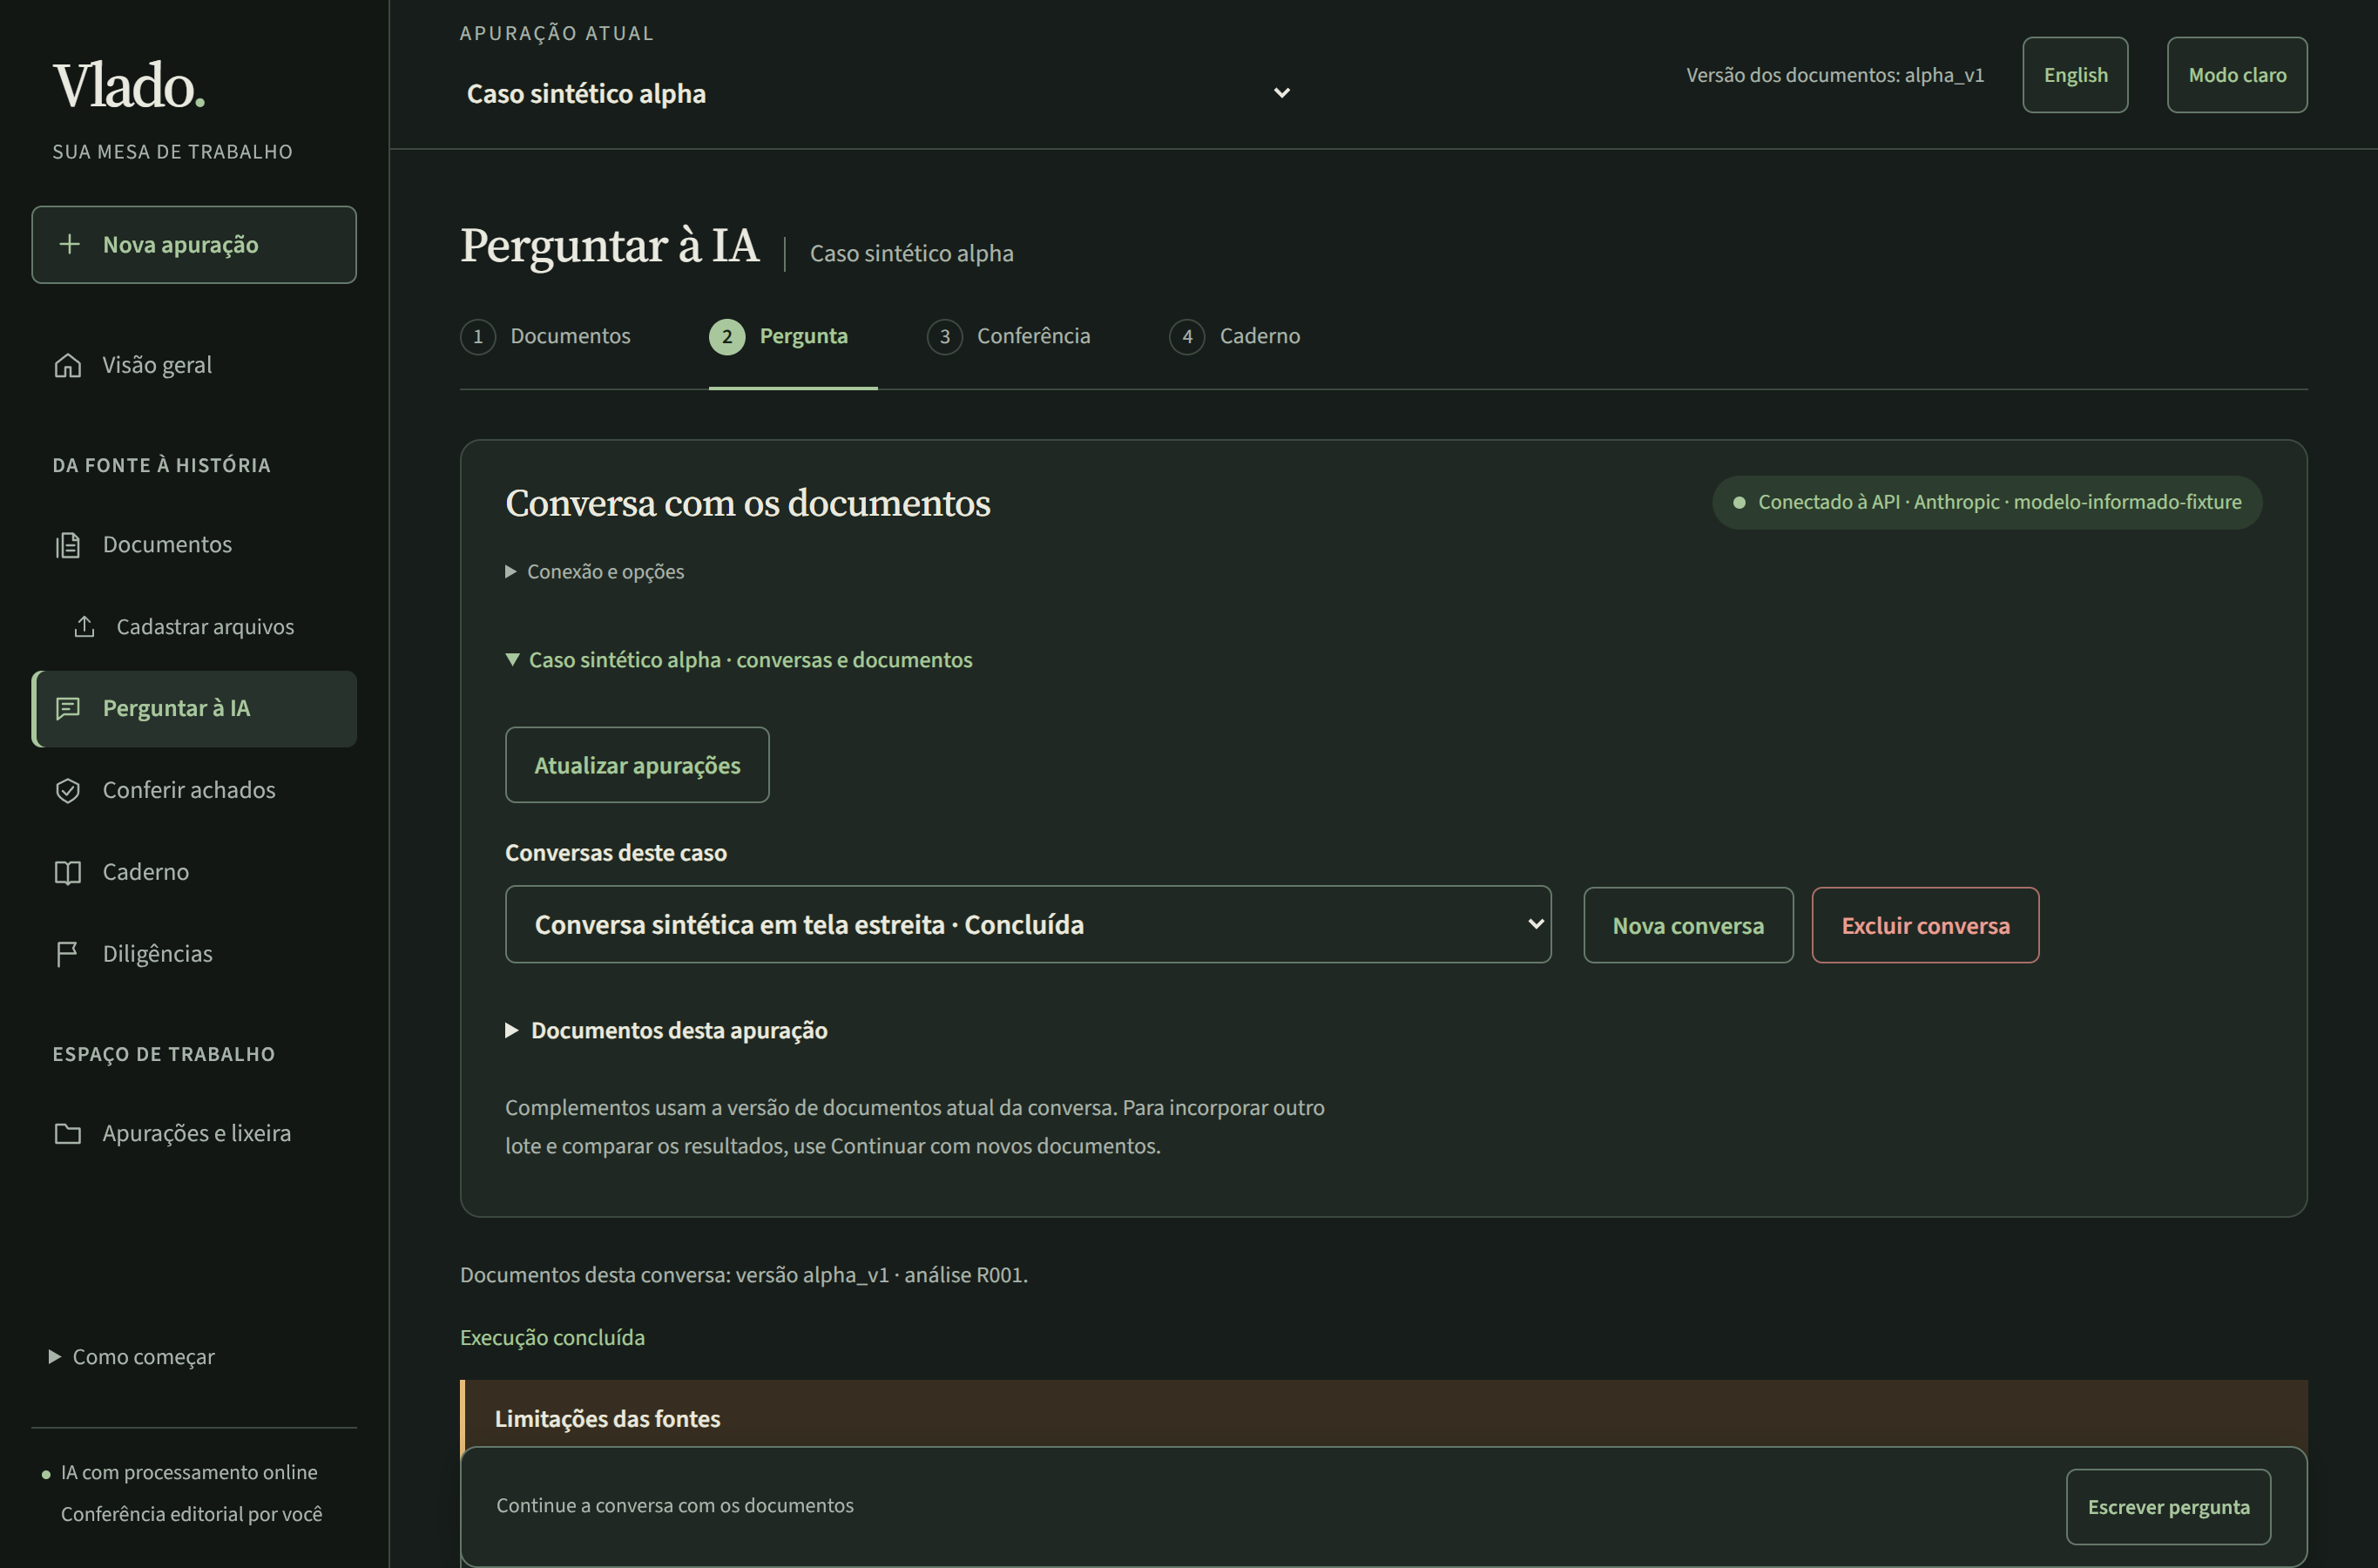 Vlado.
SUA MESA DE TRABALHO
Nova apuração
Visão geral
DA FONTE À HISTÓRIA
Documentos
Cadastrar arquivos
Perguntar à IA
Conferir achados
Caderno
Diligências
ESPAÇO DE TRABALHO
Apurações e lixeira
Como começar
IA com processamento online
Conferência editorial por você
APURAÇÃO ATUAL
Caso sintético alpha
Versão dos documentos: alpha_v1
English
Modo claro
Perguntar à IA
Caso sintético alpha
1 Documentos
2 Pergunta
3 Conferência
4 Caderno
Conversa com os documentos
Conectado à API · Anthropic · modelo-informado-fixture
Conexão e opções
Caso sintético alpha · conversas e documentos
Atualizar apurações
Conversas deste caso
Conversa sintética em tela estreita · Concluída
Nova conversa
Excluir conversa
Documentos desta apuração
Complementos usam a versão de documentos atual da conversa. Para incorporar outro
lote e comparar os resultados, use Continuar com novos documentos.
Documentos desta conversa: versão alpha_v1 · análise R001.
Execução concluída
Limitações das fontes
Continue a conversa com os documentos
Escrever pergunta